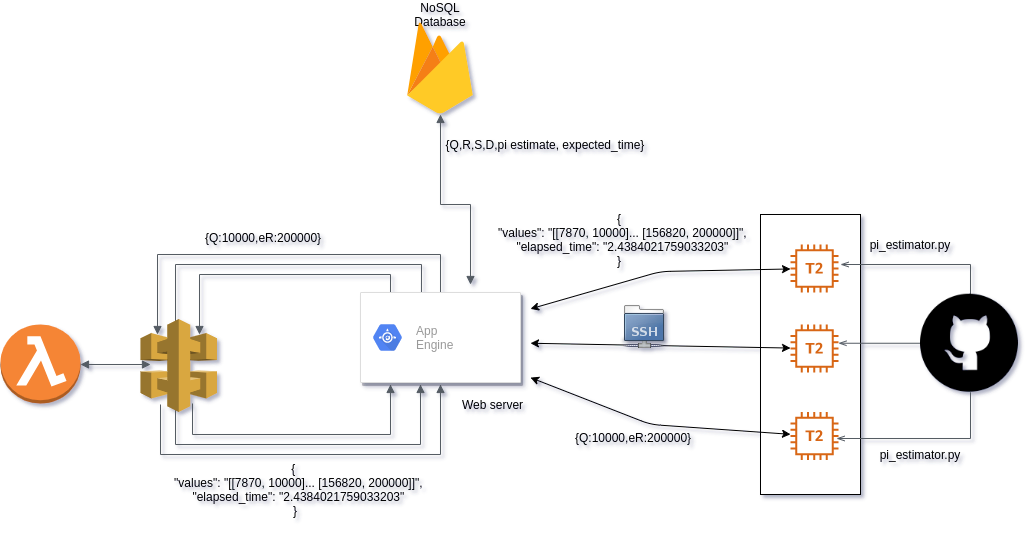 NoSQL
Database
{Q,R,S,D,pi estimate, expected_time}
{Q:10000,eR:200000}
{
"values": "[[7870, 10000]... [156820, 200000]]",
"elapsed_time": "2.4384021759033203"
}
pi_estimator.py
T2
SSH
App
Engine
T2
Web server
{Q:10000,eR:200000}
T2
pi_estimator.py
{
"values": "[[7870, 10000]... [156820, 200000]]",
"elapsed_time": "2.4384021759033203"
}